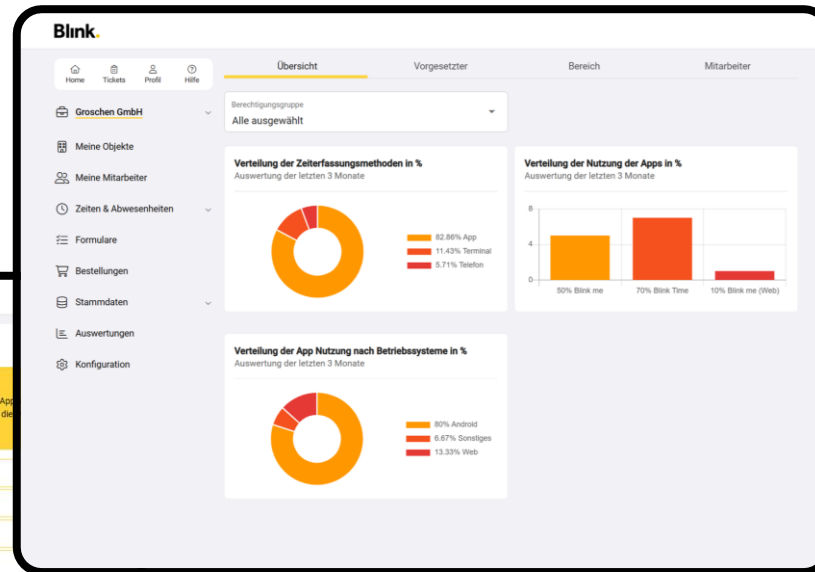 Blink.
Home Tickets Profil Hilfe
Groschen GmbH
Meine Objekte
Meine Mitarbeiter
Zeiten & Abwesenheiten
Formulare
Bestellungen
Stammdaten
Auswertungen
Konfiguration
Übersicht Vorgesetzter Bereich Mitarbeiter
Berechtigungsgruppe
Alle ausgewählt
Verteilung der Zeiterfassungsmethoden in %
Auswertung der letzten 3 Monate
82.86% App
11.43% Terminal
5.71% Telefon
Verteilung der Nutzung der Apps in %
Auswertung der letzten 3 Monate
8
4
0
50% Blink me 70% Blink Time 10% Blink me (Web)
Verteilung der App Nutzung nach Betriebssysteme in %
Auswertung der letzten 3 Monate
80% Android
6.67% Sonstiges
13.33% Web
App
die